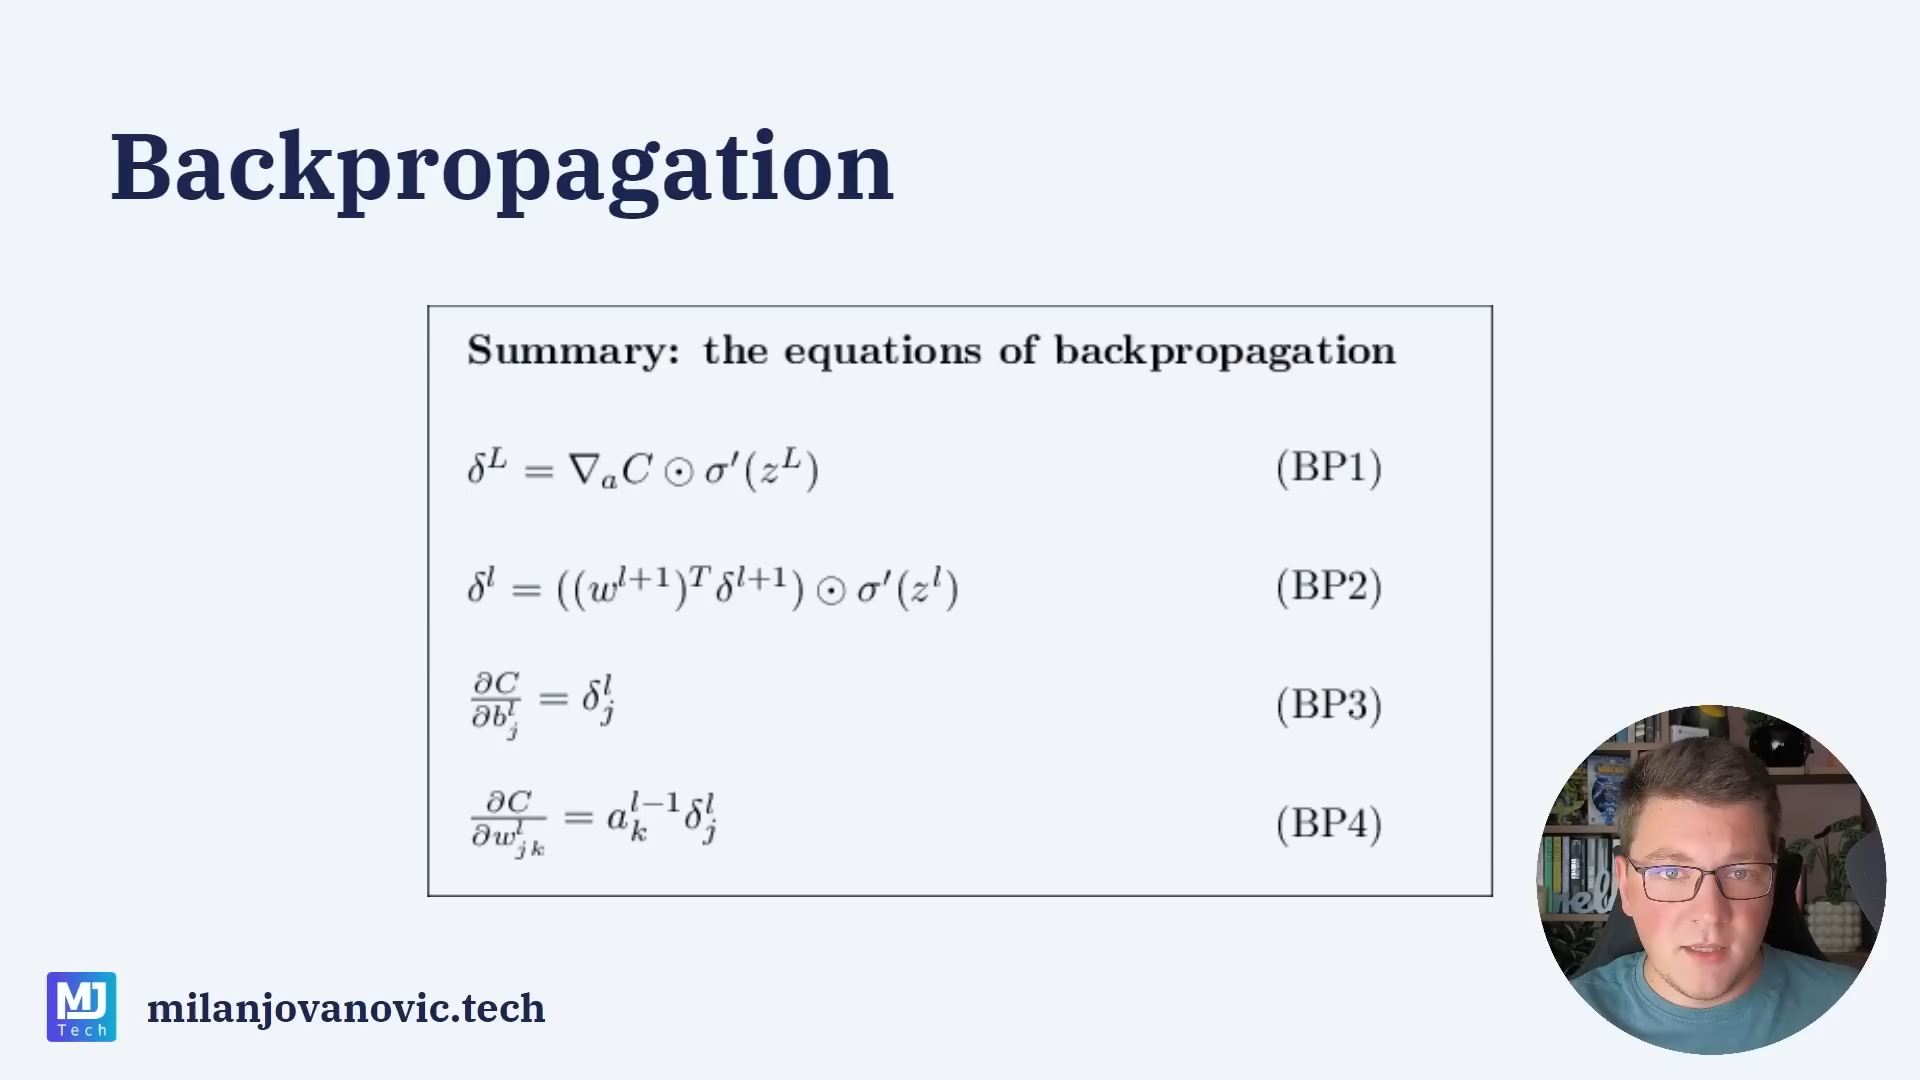 Backpropagation
Summary: the equations of backpropagation
δ^L = ∇_a C ⊙ σ′(z^L) (BP1)
δ^l = ((w^{l+1})^T δ^{l+1}) ⊙ σ′(z^l) (BP2)
∂C/∂b^l_j = δ^l_j (BP3)
∂C/∂w^l_{jk} = a^{l−1}_k δ^l_j (BP4)
MJ
Tech
milanjovanovic.tech